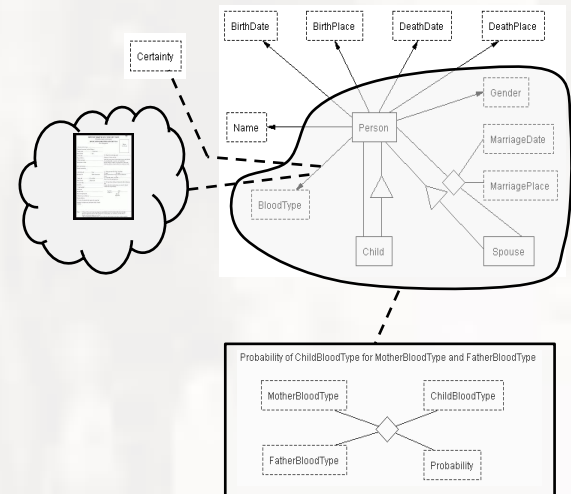 BirthDate
BirthPlace
DeathDate
DeathPlace
Certainty
Gender
Name
Person
MarriageDate
MarriagePlace
BloodType
Child
Spouse
Probability of ChildBloodType for MotherBloodType and FatherBloodType
MotherBloodType
ChildBloodType
FatherBloodType
Probability